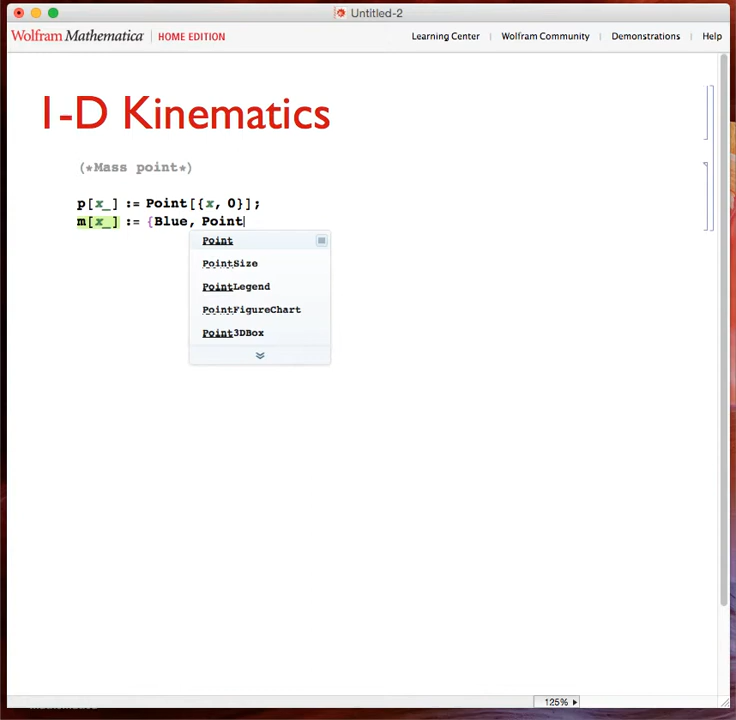 Untitled-2
Wolfram Mathematica | HOME EDITION Learning Center | Wolfram Community | Demonstrations | Help
1-D Kinematics
(*Mass point*)
p[x_] := Point[{x, 0}];
m[x_] := {Blue, Point
Point
PointSize
PointLegend
PointFigureChart
Point3DBox
125%